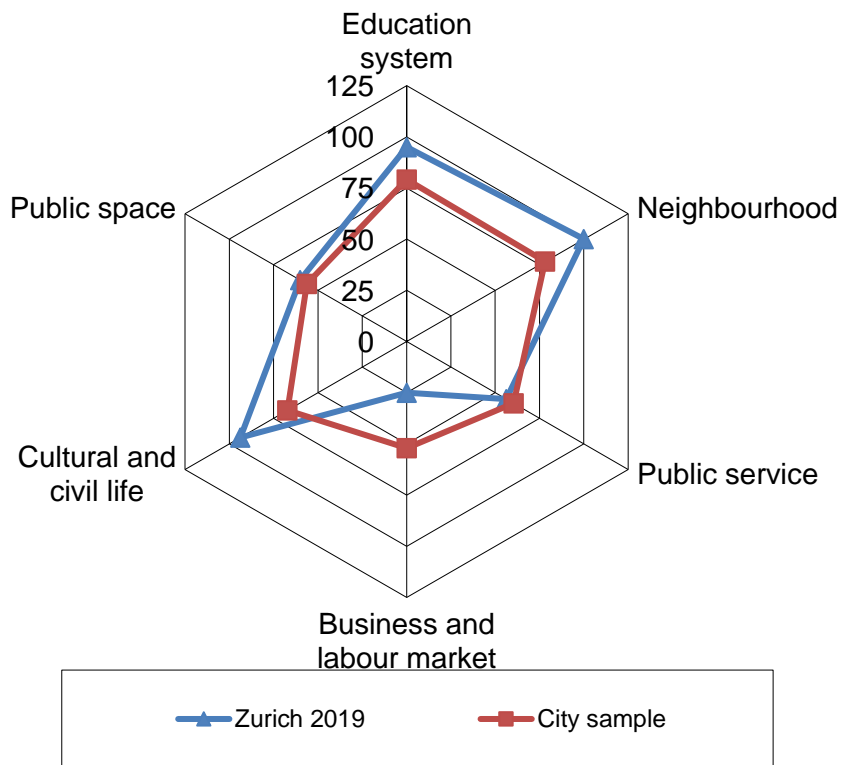 Education
system
125
100
75
50
25
0
Public space
Neighbourhood
Cultural and
civil life
Public service
Business and
labour market
Zurich 2019
City sample